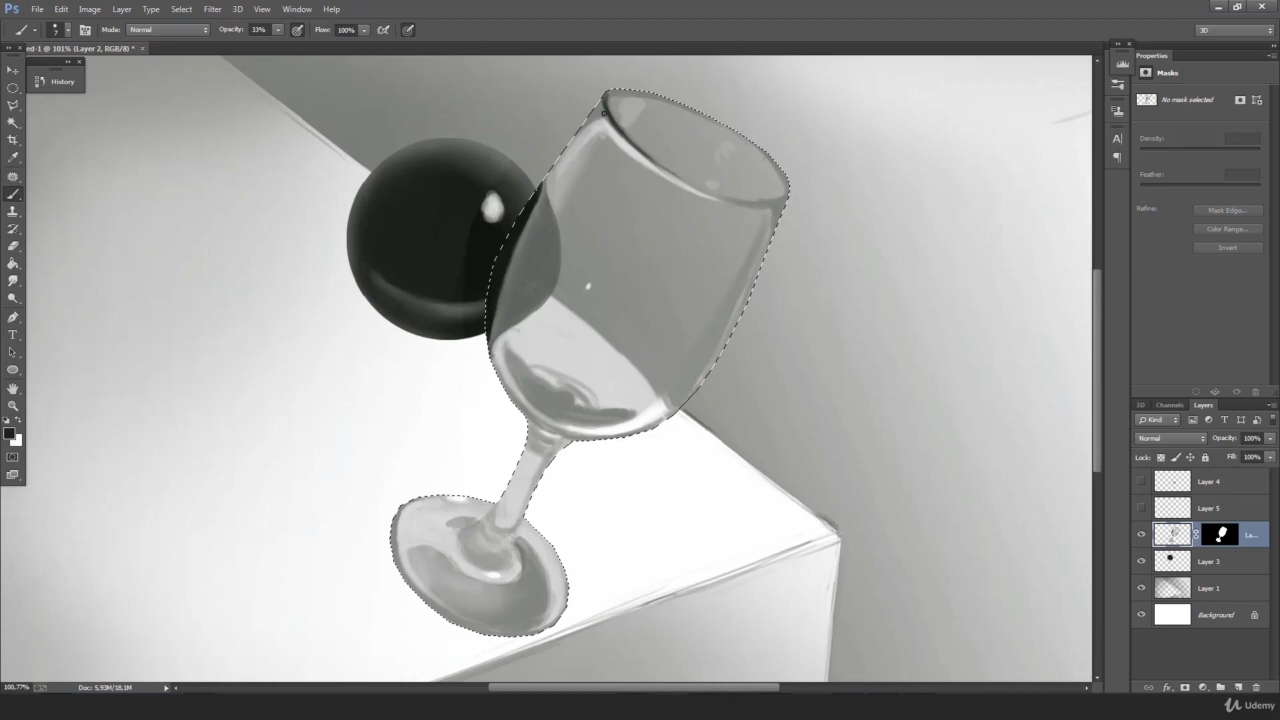 Ps File Edit Image Layer Type Select Filter 3D View Window Help
7 Mode: Normal Opacity: 33% Flow: 100% 3D
ed-1 @ 101% (Layer 2, RGB/8) * ×
History
Properties
Masks
No mask selected
Density:
Feather:
Refine: Mask Edge...
Color Range...
Invert
3D Channels Layers
Kind
Normal Opacity: 100%
Lock: Fill: 100%
Layer 4
Layer 5
La...
Layer 3
Layer 1
Background
100,77% Doc: 5,93M/18,1M
Udemy